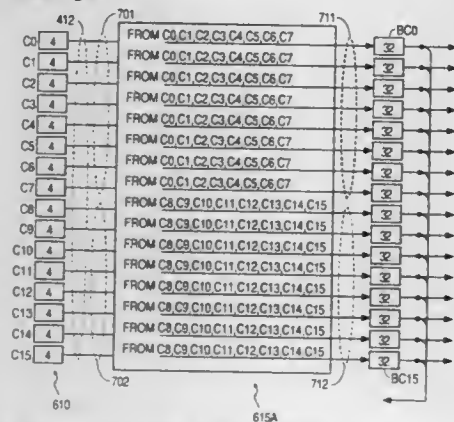 412
701
711
BC0
C0 4 FROM C0,C1,C2,C3,C4,C5,C6,C7 32
C1 4 FROM C0,C1,C2,C3,C4,C5,C6,C7 32
C2 4 FROM C0,C1,C2,C3,C4,C5,C6,C7 32
C3 4 FROM C0,C1,C2,C3,C4,C5,C6,C7 32
C4 4 FROM C0,C1,C2,C3,C4,C5,C6,C7 32
C5 4 FROM C0,C1,C2,C3,C4,C5,C6,C7 32
C6 4 FROM C0,C1,C2,C3,C4,C5,C6,C7 32
C7 4 FROM C0,C1,C2,C3,C4,C5,C6,C7 32
C8 4 FROM C8,C9,C10,C11,C12,C13,C14,C15 32
C9 4 FROM C8,C9,C10,C11,C12,C13,C14,C15 32
C10 4 FROM C8,C9,C10,C11,C12,C13,C14,C15 32
C11 4 FROM C8,C9,C10,C11,C12,C13,C14,C15 32
C12 4 FROM C8,C9,C10,C11,C12,C13,C14,C15 32
C13 4 FROM C8,C9,C10,C11,C12,C13,C14,C15 32
C14 4 FROM C8,C9,C10,C11,C12,C13,C14,C15 32
C15 4 FROM C8,C9,C10,C11,C12,C13,C14,C15 32
610
702
615A
712
BC15